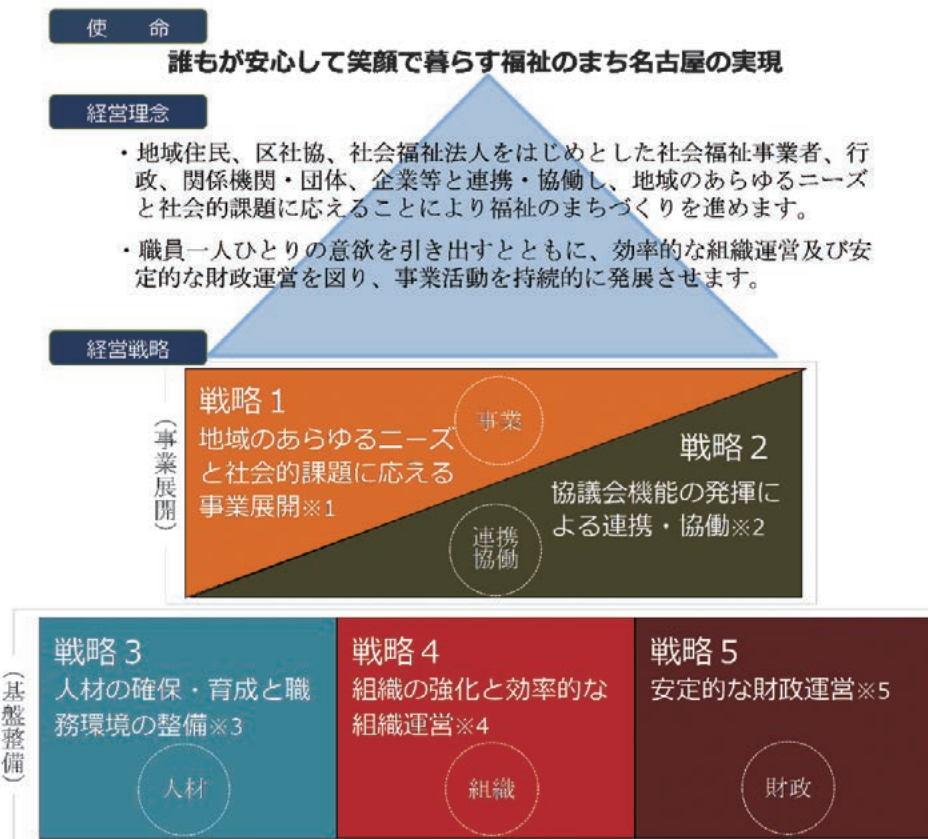 使　命
誰もが安心して笑顔で暮らす福祉のまち名古屋の実現
経営理念
・地域住民、区社協、社会福祉法人をはじめとした社会福祉事業者、行
政、関係機関・団体、企業等と連携・協働し、地域のあらゆるニーズ
と社会的課題に応えることにより福祉のまちづくりを進めます。
・職員一人ひとりの意欲を引き出すとともに、効率的な組織運営及び安
定的な財政運営を図り、事業活動を持続的に発展させます。
経営戦略
（事業展開）
戦略１
地域のあらゆるニーズ
と社会的課題に応える
事業展開※1
事業
戦略２
協議会機能の発揮に
よる連携・協働※2
連携
協働
（基盤整備）
戦略３
人材の確保・育成と職
務環境の整備※3
人材
戦略４
組織の強化と効率的な
組織運営※4
組織
戦略５
安定的な財政運営※5
財政